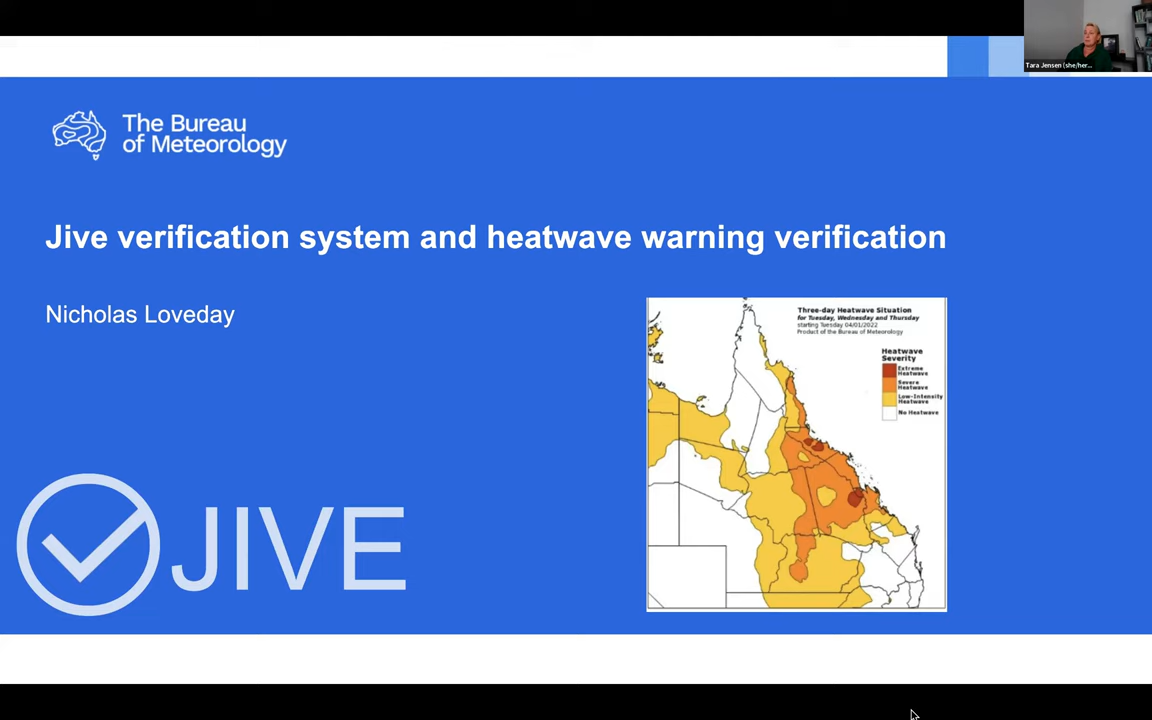 Tara Jensen (she/her...
The Bureau
of Meteorology
Jive verification system and heatwave warning verification
Nicholas Loveday
Three-day Heatwave Situation
for Tuesday, Wednesday and Thursday
starting Tuesday 04/01/2022
Product of the Bureau of Meteorology
Heatwave
Severity
Extreme
Heatwave
Severe
Heatwave
Low-Intensity
Heatwave
No Heatwave
JIVE